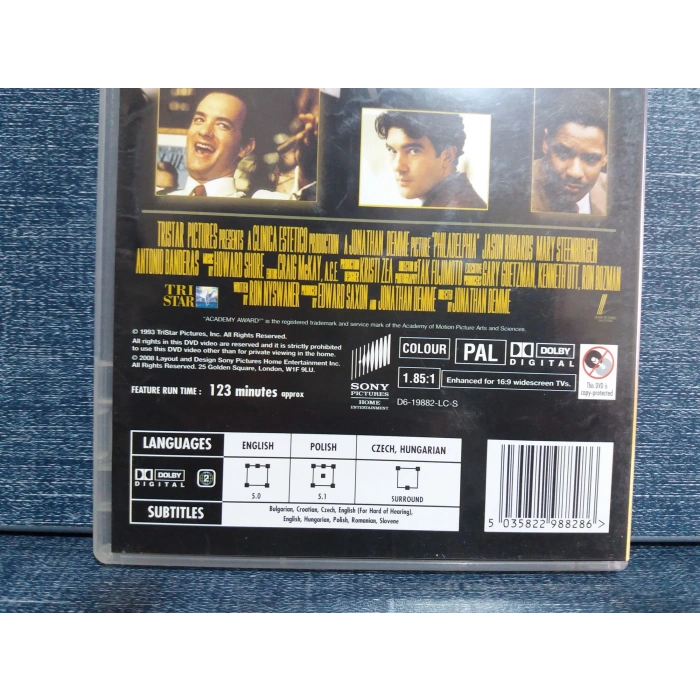 TRISTAR PICTURES PRESENTS A CLINICA ESTETICO PRODUCTION A JONATHAN DEMME PICTURE "PHILADELPHIA" JASON ROBARDS MARY STEENBURGEN
ANTONIO BANDERAS HOWARD SHORE CRAIG McKAY, A.C.E. KRISTI ZEA TAK FUJIMOTO GARY GOETZMAN, KENNETH UTT, RON BOZMAN
RON NYSWANER EDWARD SAXON AND JONATHAN DEMME JONATHAN DEMME
TRI
STAR
"ACADEMY AWARD®" is the registered trademark and service mark of the Academy of Motion Picture Arts and Sciences.
© 1993 TriStar Pictures, Inc. All Rights Reserved.
All rights in this DVD video are reserved and it is strictly prohibited
to use this DVD video other than for private viewing in the home.
© 2008 Layout and Design Sony Pictures Home Entertainment Inc.
All Rights Reserved. 25 Golden Square, London, W1F 9LU.
FEATURE RUN TIME: 123 minutes approx
SONY
PICTURES
HOME
ENTERTAINMENT
COLOUR
PAL
DOLBY
DIGITAL
1.85:1
Enhanced for 16:9 widescreen TVs.
D6-19882-LC-S
This DVD is
copy-protected
LANGUAGES
ENGLISH
POLISH
CZECH, HUNGARIAN
DOLBY
DIGITAL
2
5.0
5.1
SURROUND
SUBTITLES
Bulgarian, Croatian, Czech, English (For Hard of Hearing),
English, Hungarian, Polish, Romanian, Slovene
5 035822 988286 >